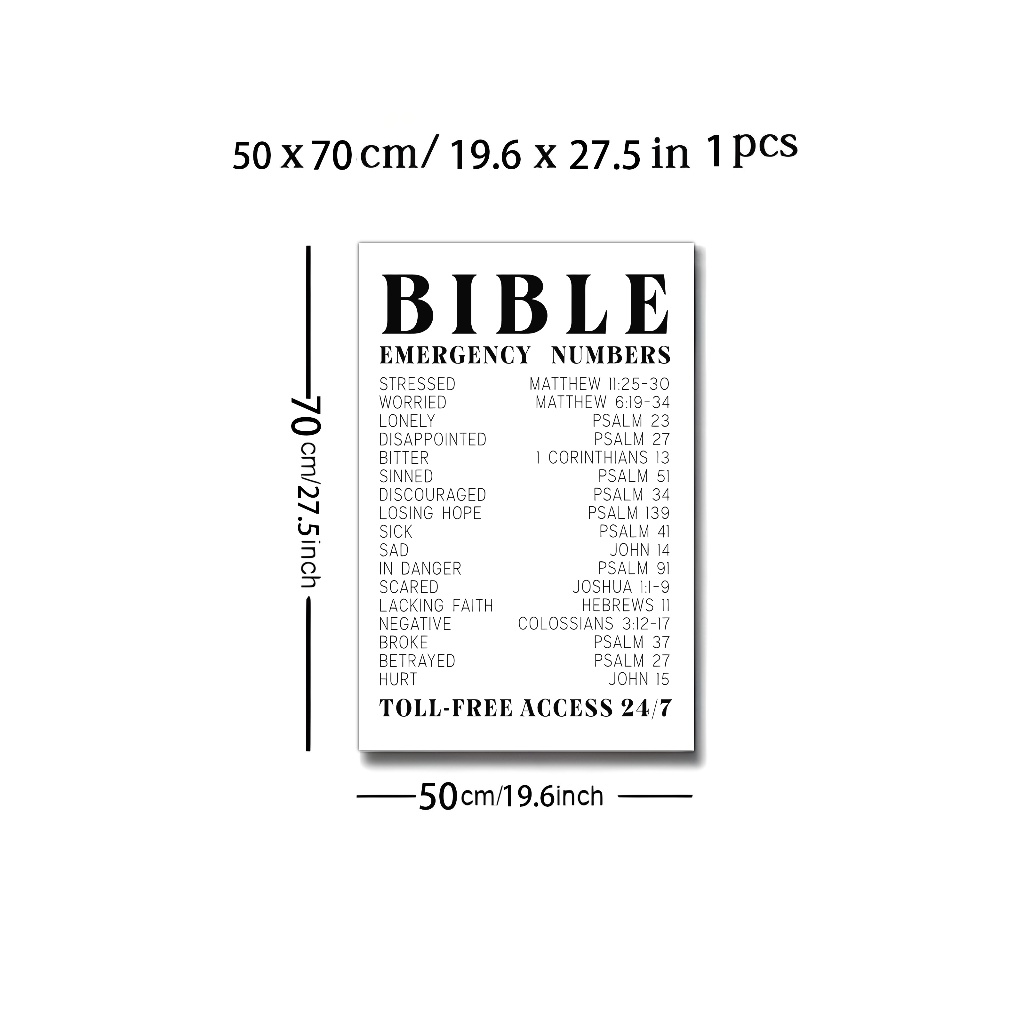 50 x 70 cm/ 19.6 x 27.5 in 1 pcs
BIBLE
EMERGENCY NUMBERS
STRESSED MATTHEW 11:25-30
WORRIED MATTHEW 6:19-34
LONELY PSALM 23
DISAPPOINTED PSALM 27
BITTER 1 CORINTHIANS 13
SINNED PSALM 51
DISCOURAGED PSALM 34
LOSING HOPE PSALM 139
SICK PSALM 41
SAD JOHN 14
IN DANGER PSALM 91
SCARED JOSHUA 1:1-9
LACKING FAITH HEBREWS 11
NEGATIVE COLOSSIANS 3:12-17
BROKE PSALM 37
BETRAYED PSALM 27
HURT JOHN 15
TOLL-FREE ACCESS 24/7
70cm/27.5inch
50cm/19.6inch